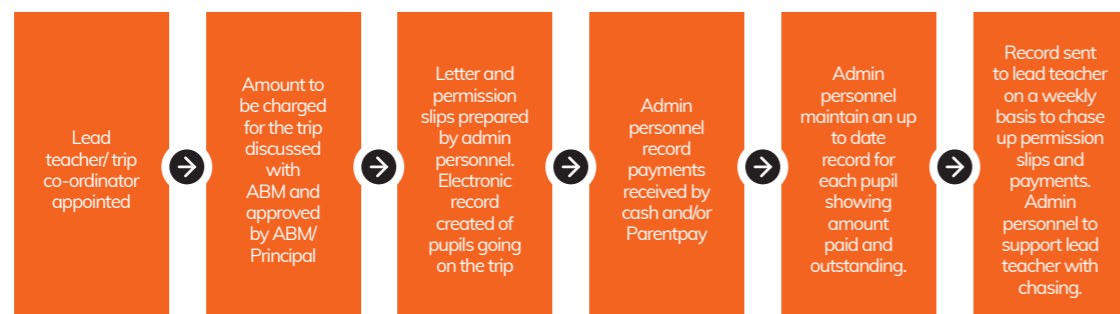 Lead
teacher/ trip
co-ordinator
appointed
Amount to
be charged
for the trip
discussed
with
ABM and
approved
by ABM/
Principal
Letter and
permission
slips prepared
by admin
personnel.
Electronic
record
created of
pupils going
on the trip
Admin
personnel
record
payments
received by
cash and/or
Parentpay
Admin
personnel
maintain an up
to date
record for
each pupil
showing
amount
paid and
outstanding.
Record sent
to lead teacher
on a weekly
basis to chase
up permission
slips and
payments.
Admin
personnel to
support lead
teacher with
chasing.